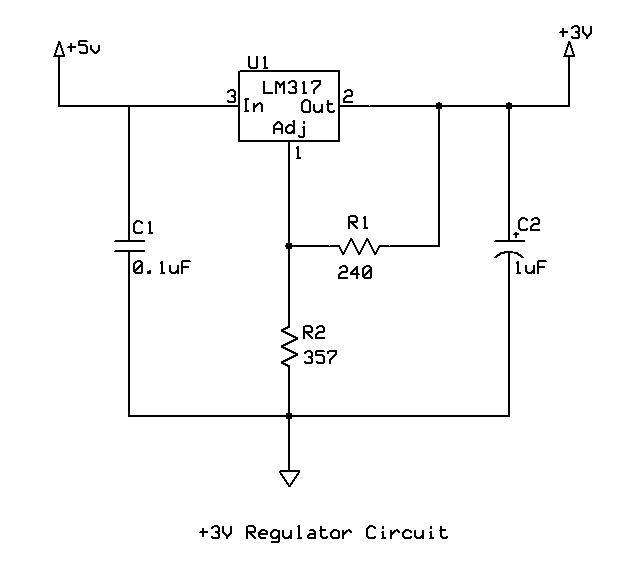 +5v
+3V
U1
LM317
3 In Out 2
Adj
1
C1
0.1uF
R1
240
+ C2
1uF
R2
357
+3V Regulator Circuit